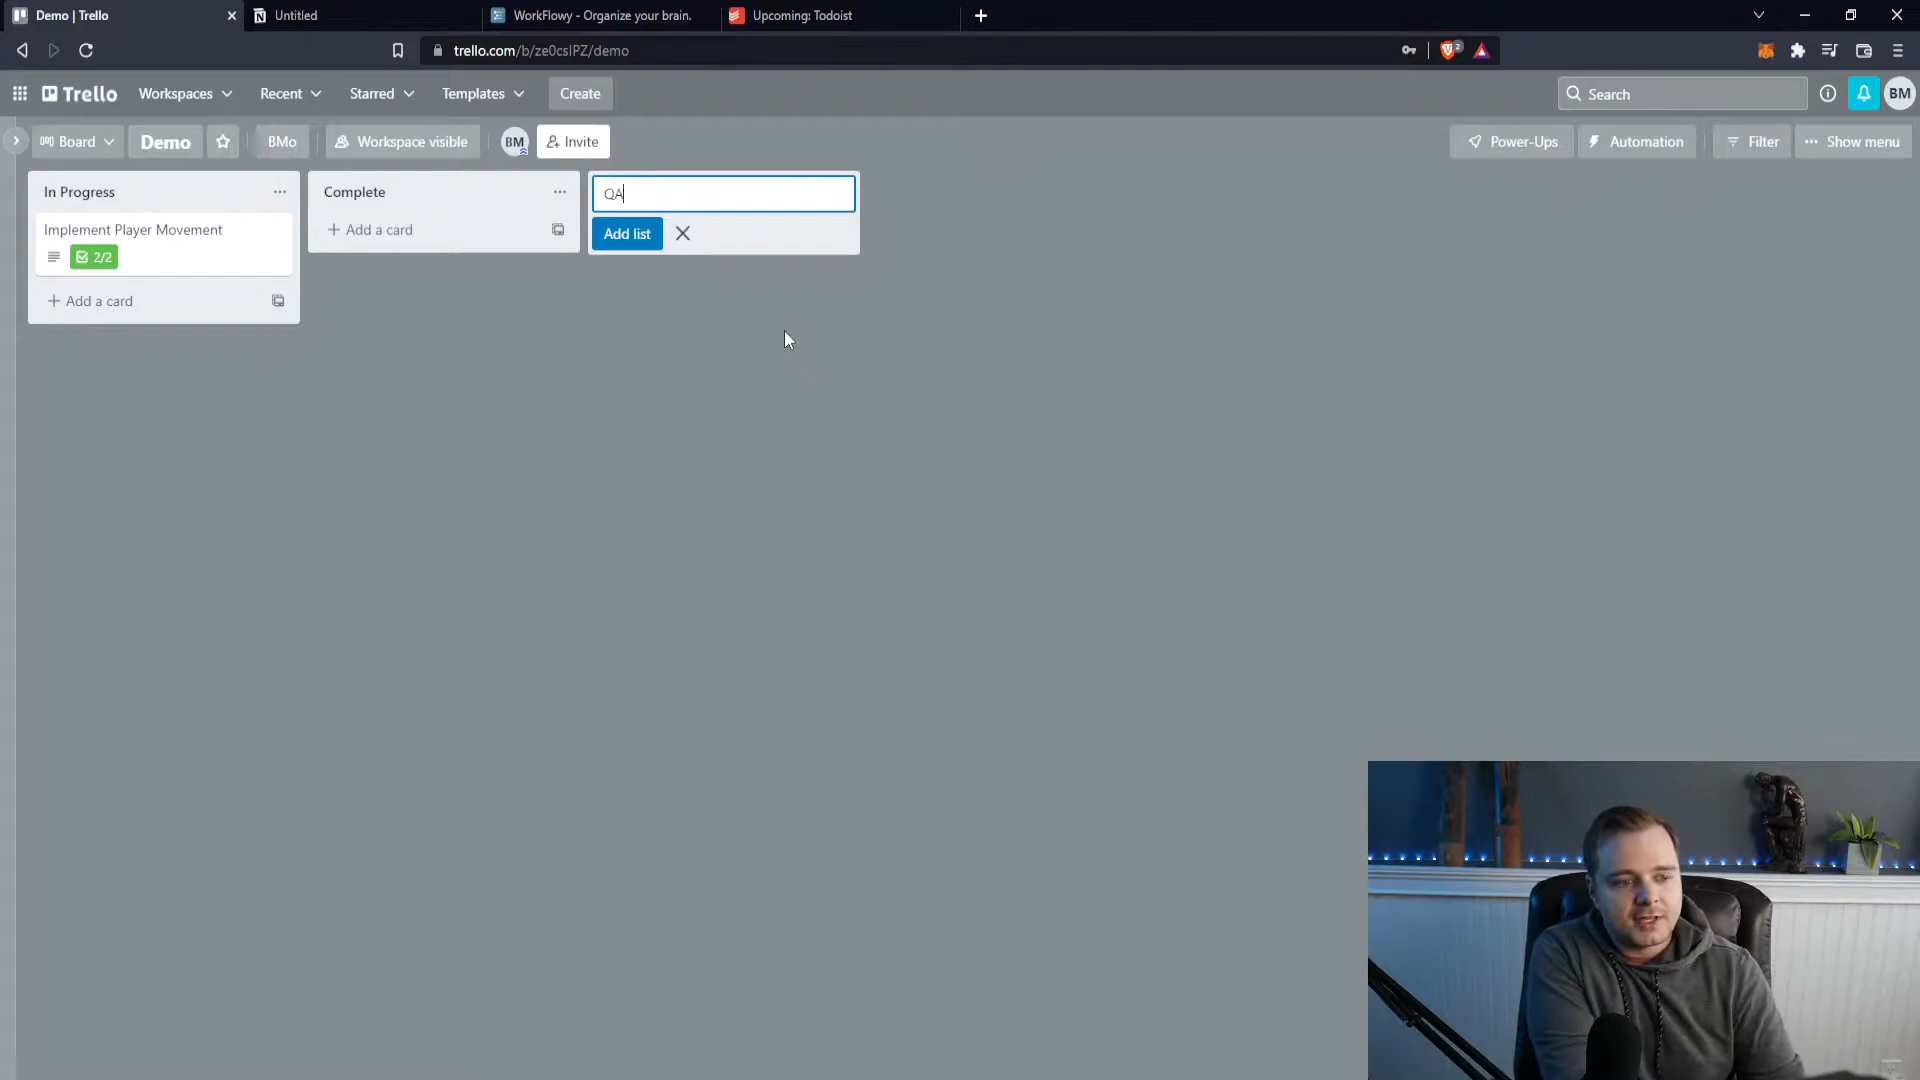 Demo | Trello
Untitled
WorkFlowy - Organize your brain.
Upcoming: Todoist
trello.com/b/ze0csIPZ/demo
2
Trello
Workspaces
Recent
Starred
Templates
Create
Search
BM
Board
Demo
BMo
Workspace visible
BM
Invite
Power-Ups
Automation
Filter
Show menu
In Progress
Implement Player Movement
2/2
Add a card
Complete
Add a card
QA
Add list